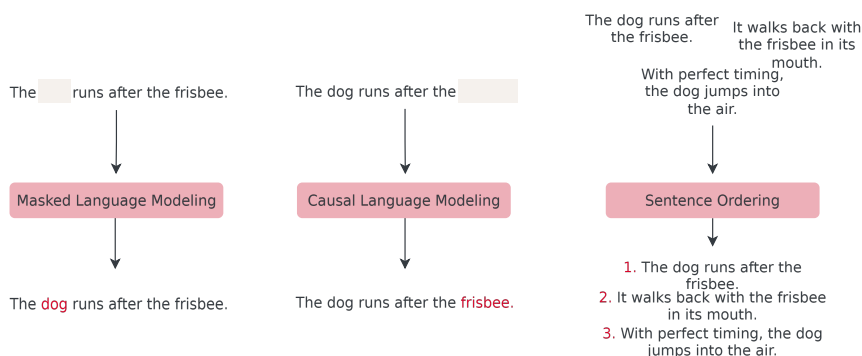 The runs after the frisbee.
Masked Language Modeling
The dog runs after the frisbee.
The dog runs after the
Causal Language Modeling
The dog runs after the frisbee.
The dog runs after
the frisbee.
It walks back with
the frisbee in its
mouth.
With perfect timing,
the dog jumps into
the air.
Sentence Ordering
1. The dog runs after the
frisbee.
2. It walks back with the frisbee
in its mouth.
3. With perfect timing, the dog
jumps into the air.